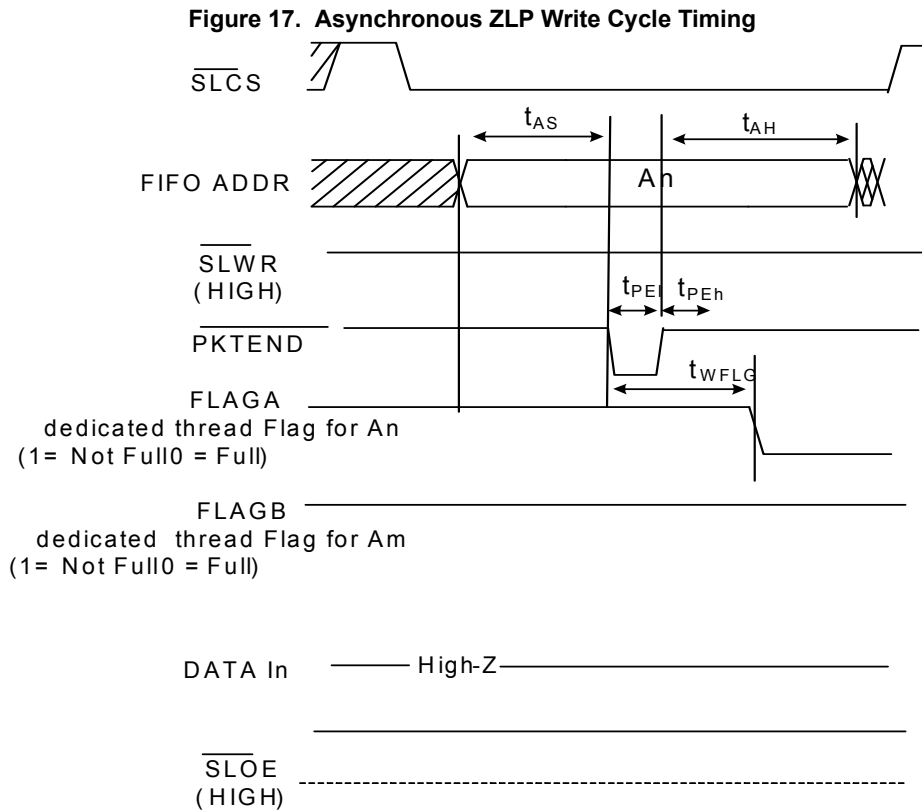 Figure 17. Asynchronous ZLP Write Cycle Timing
SLCS
tAS
tAH
FIFO ADDR
An
SLWR
(HIGH)
tPEl
tPEh
PKTEND
tWFLG
FLAGA
dedicated thread Flag for An
(1= Not Full0 = Full)
FLAGB
dedicated thread Flag for Am
(1= Not Full0 = Full)
DATA In
High-Z
SLOE
(HIGH)